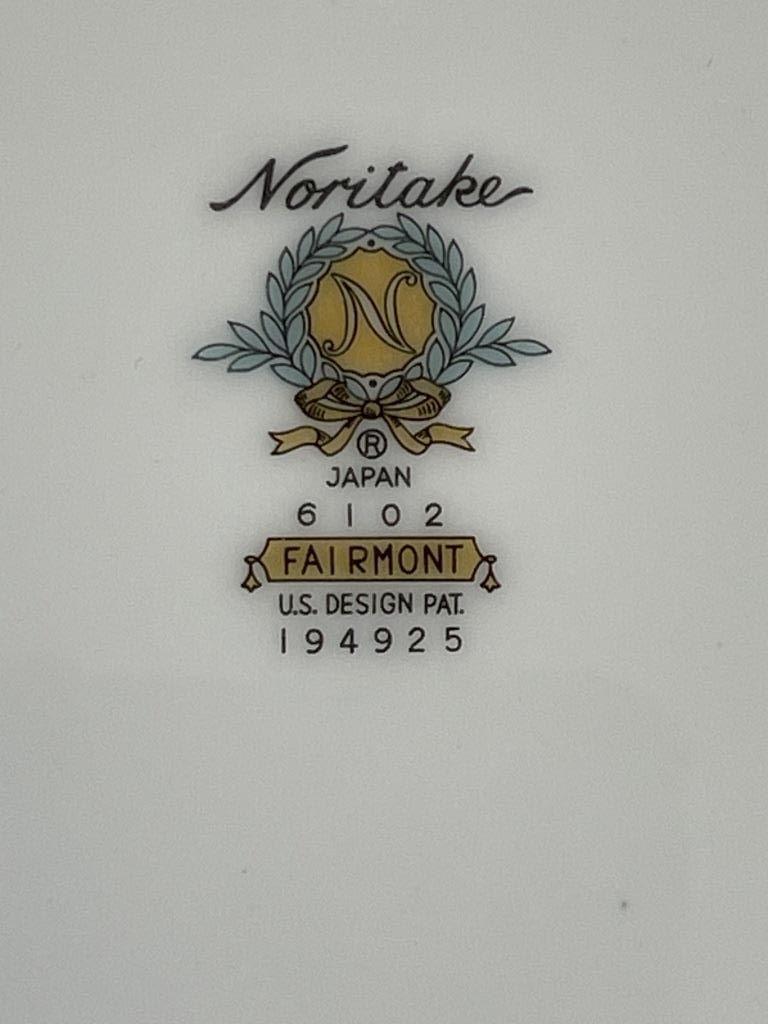 Noritake
N
®
JAPAN
6102
FAIRMONT
U.S. DESIGN PAT.
194925